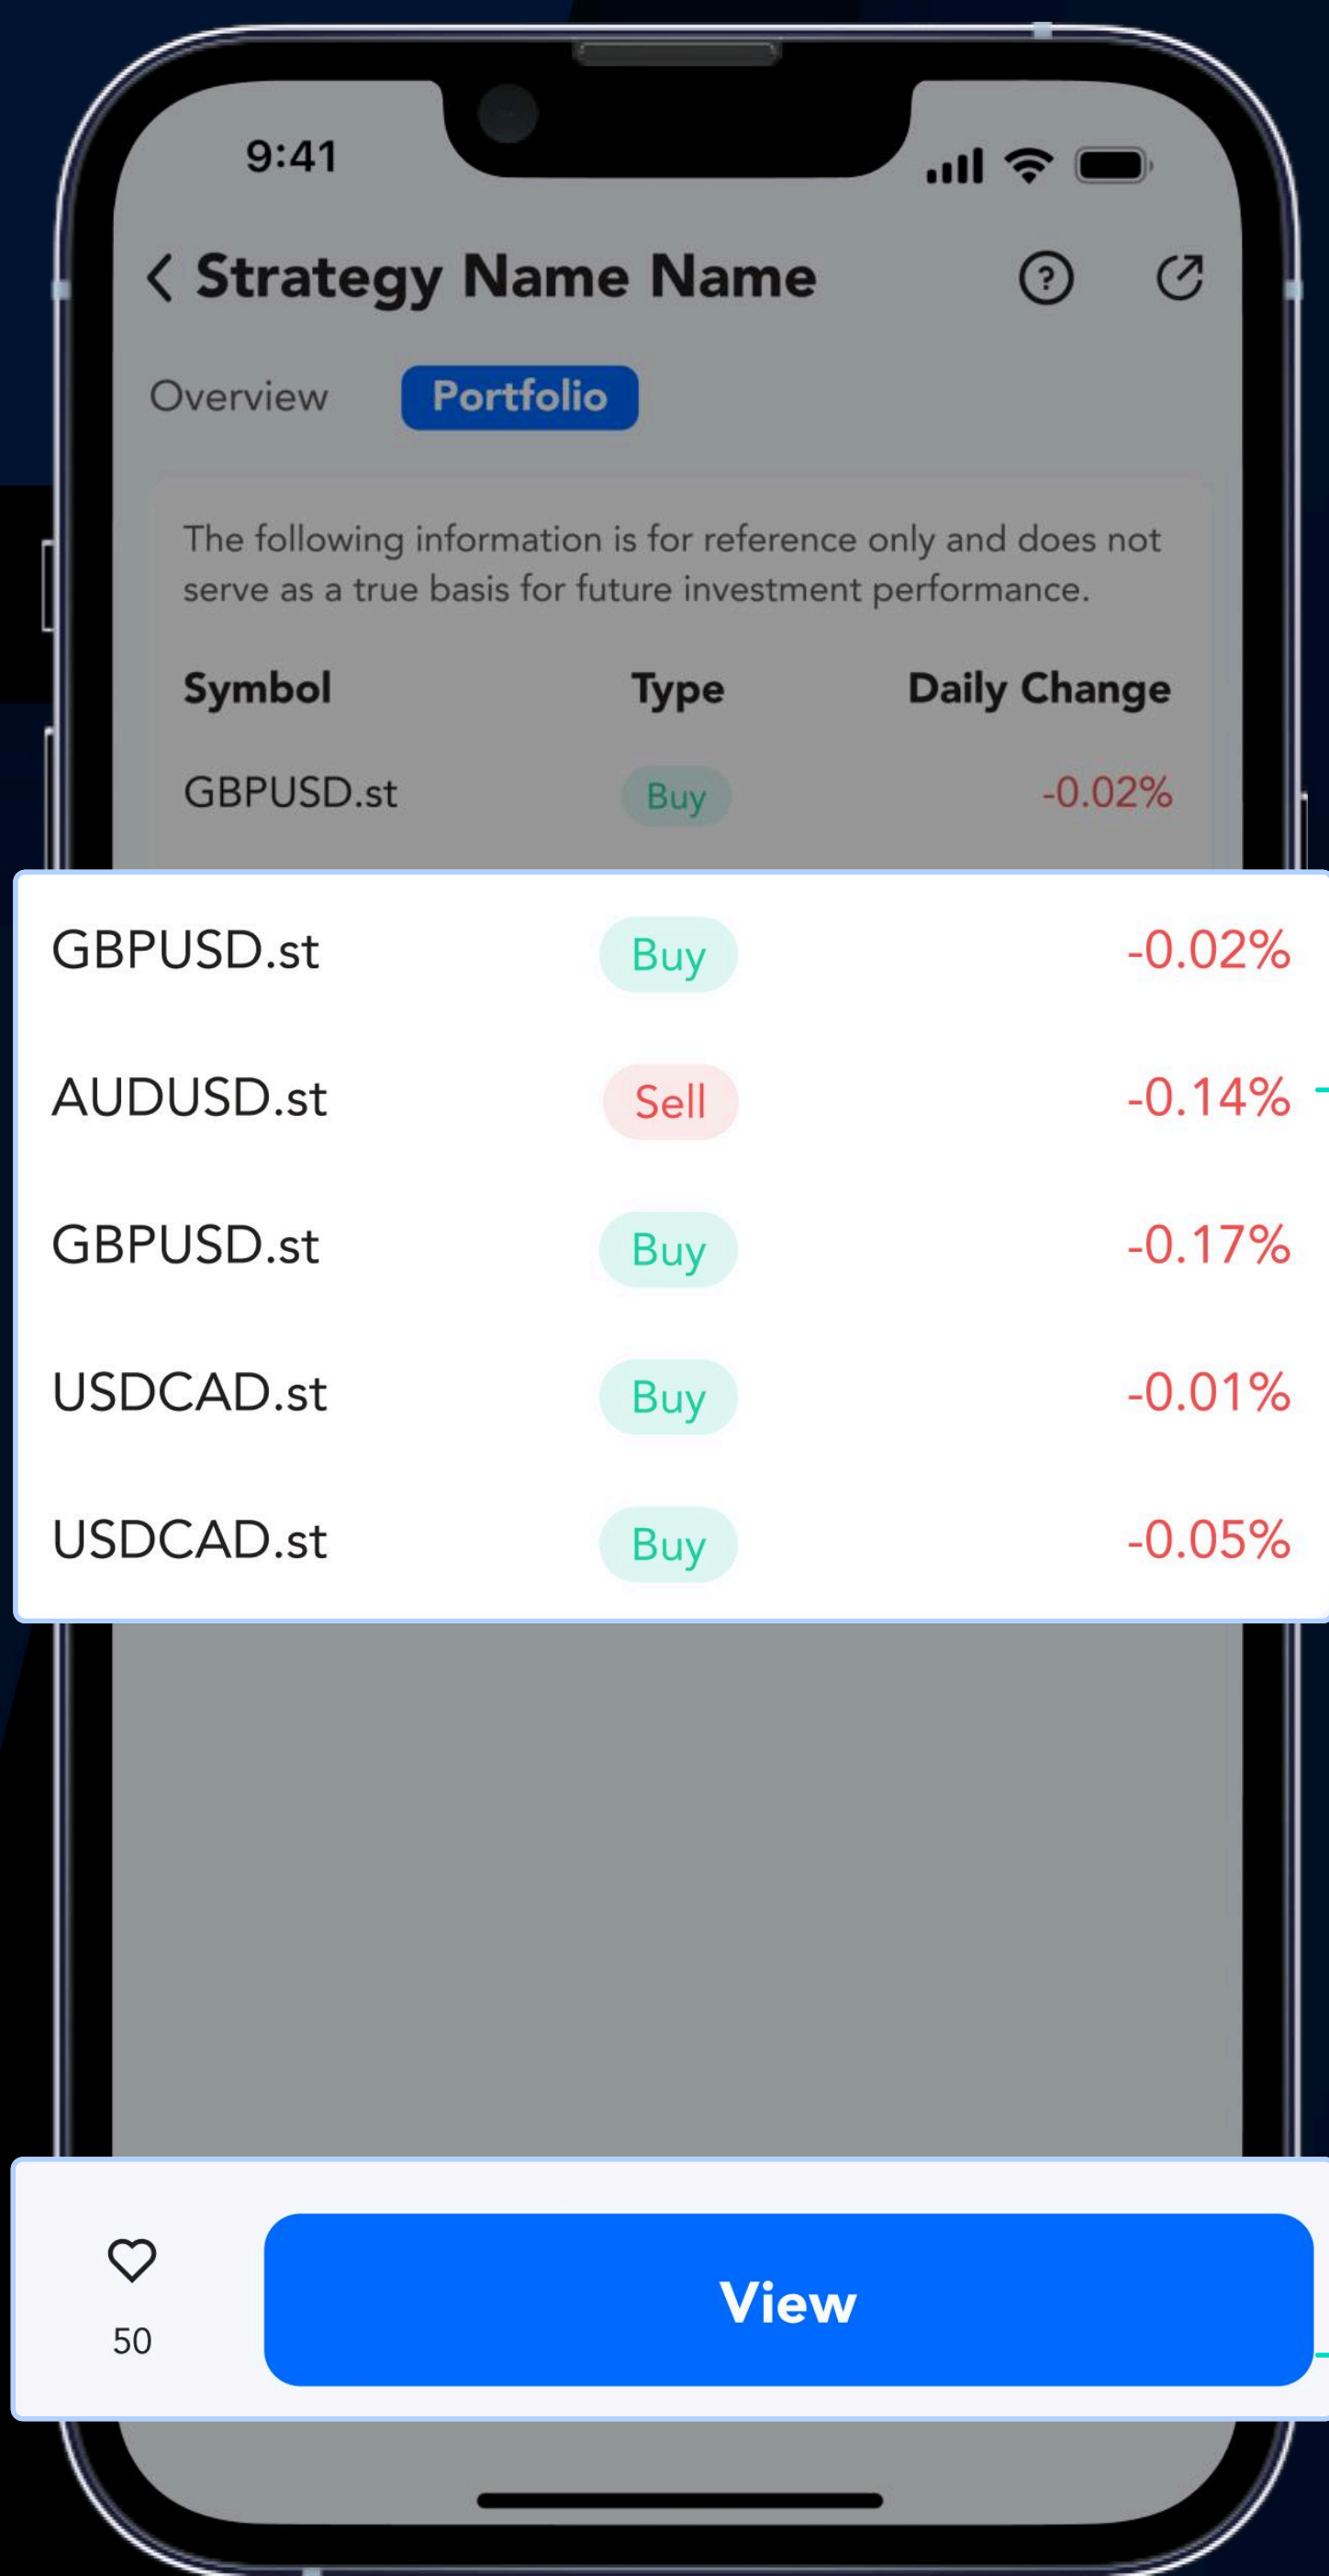 9:41
Strategy Name Name
Overview Portfolio
The following information is for reference only and does not
serve as a true basis for future investment performance.
Symbol Type Daily Change
GBPUSD.st Buy -0.02%
GBPUSD.st Buy -0.02%
AUDUSD.st Sell -0.14%
GBPUSD.st Buy -0.17%
USDCAD.st Buy -0.01%
USDCAD.st Buy -0.05%
View
50